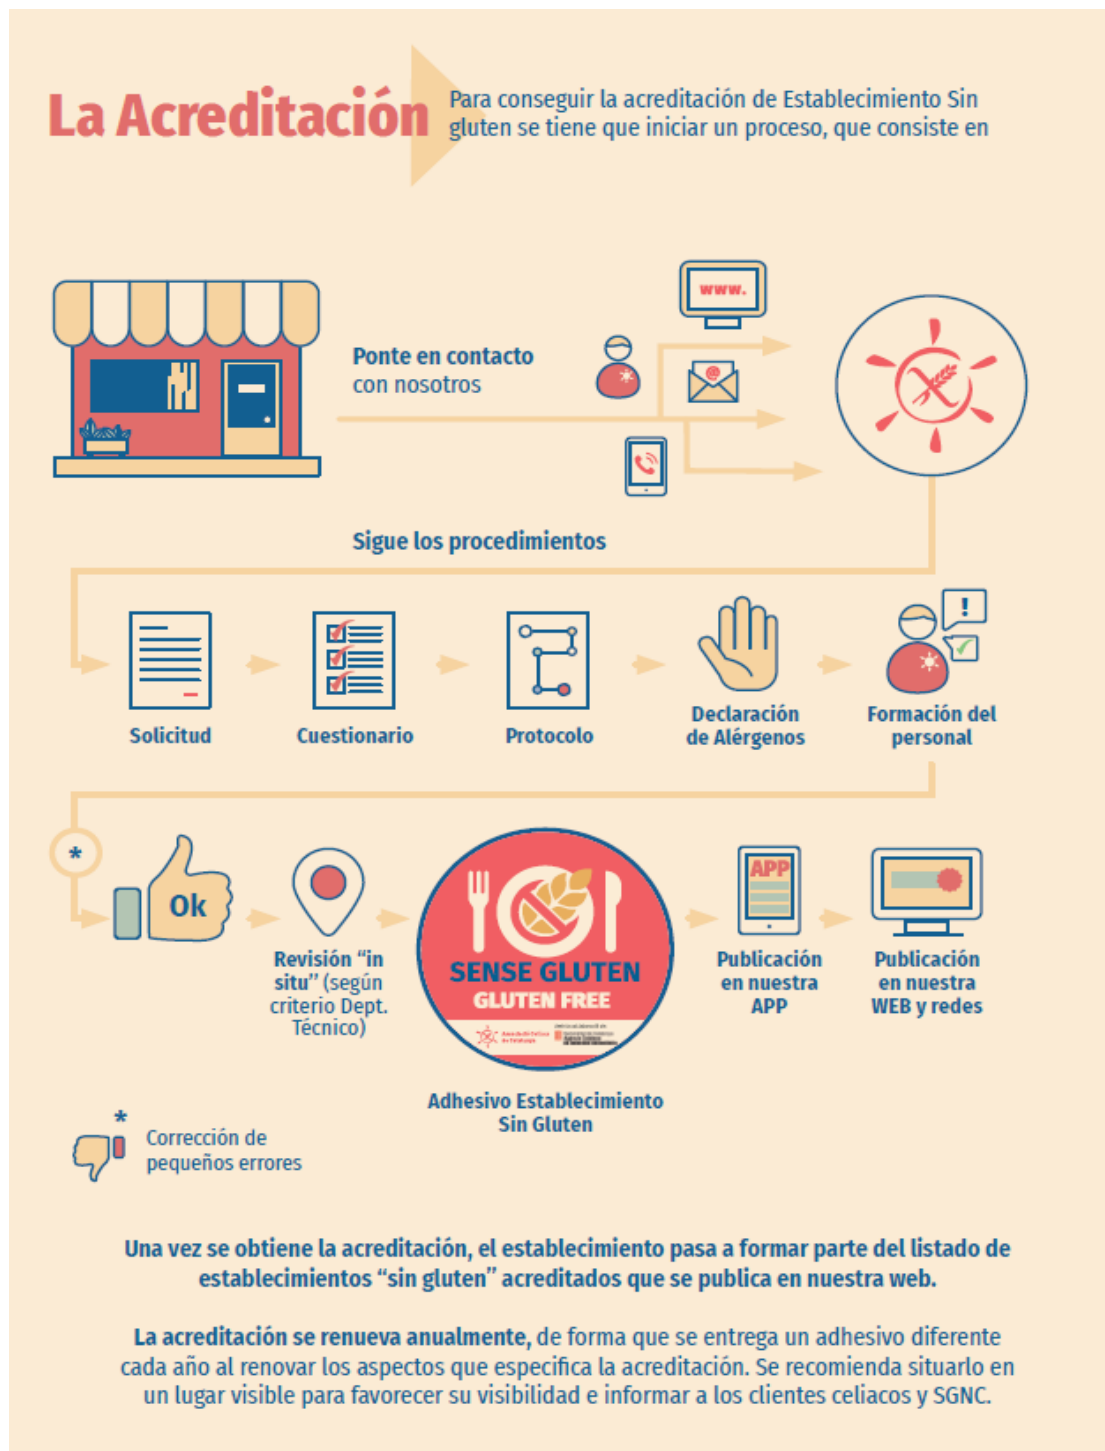 La Acreditación
Para conseguir la acreditación de Establecimiento Sin
gluten se tiene que iniciar un proceso, que consiste en
www.
Ponte en contacto
con nosotros
@
Sigue los procedimientos
!
Solicitud
Cuestionario
Protocolo
Declaración
de Alérgenos
Formación del
personal
*
Ok
Revisión “in
situ” (según
criterio Dept.
Técnico)
SENSE GLUTEN
GLUTEN FREE
Adhesivo Establecimiento
Sin Gluten
APP
Publicación
en nuestra
APP
Publicación
en nuestra
WEB y redes
*
Corrección de
pequeños errores
Una vez se obtiene la acreditación, el establecimiento pasa a formar parte del listado de
establecimientos “sin gluten” acreditados que se publica en nuestra web.
La acreditación se renueva anualmente, de forma que se entrega un adhesivo diferente
cada año al renovar los aspectos que especifica la acreditación. Se recomienda situarlo en
un lugar visible para favorecer su visibilidad e informar a los clientes celiacos y SGNC.